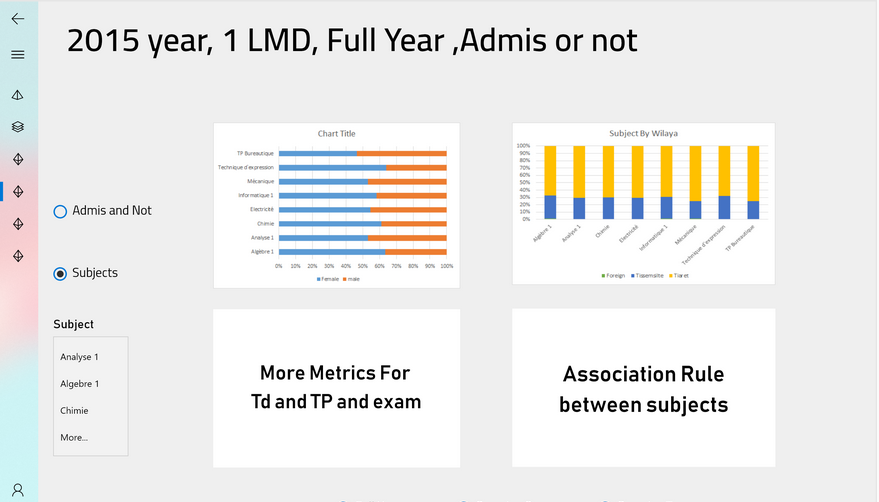 2015 year, 1 LMD, Full Year ,Admis or not
Admis and Not
Subjects
Subject
Analyse 1
Algebre 1
Chimie
More...
Chart Title
TP Bureautique
Technique d'expression
Mécanique
Informatique 1
Electricité
Chimie
Analyse 1
Algèbre 1
0% 10% 20% 30% 40% 50% 60% 70% 80% 90% 100%
Female male
Subject By Wilaya
100%
90%
80%
70%
60%
50%
40%
30%
20%
10%
0%
Algèbre 1 Analyse 1 Chimie Electricité Informatique 1 Mécanique Technique d'expression TP Bureautique
Foreign Tissemsilte Tiaret
More Metrics For
Td and TP and exam
Association Rule
between subjects